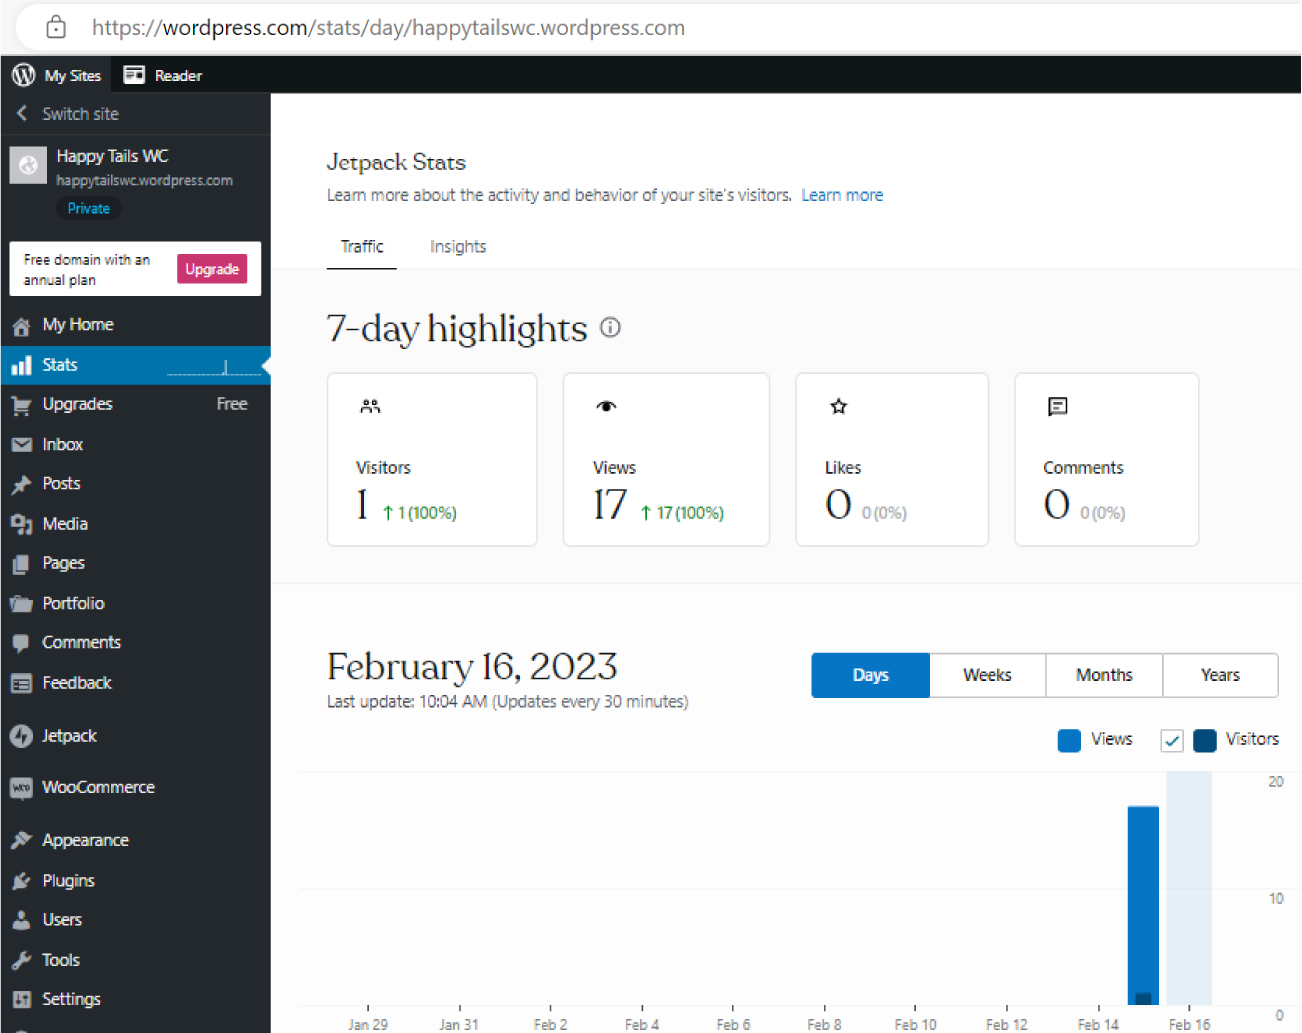 https://wordpress.com/stats/day/happytailswc.wordpress.com
My Sites
Reader
Switch site
Happy Tails WC
happytailswc.wordpress.com
Private
Free domain with an
annual plan
Upgrade
My Home
Stats
Upgrades
Free
Inbox
Posts
Media
Pages
Portfolio
Comments
Feedback
Jetpack
WooCommerce
Appearance
Plugins
Users
Tools
Settings
Jetpack Stats
Learn more about the activity and behavior of your site's visitors. Learn more
Traffic
Insights
7-day highlights
Visitors
1 ↑ 1 (100%)
Views
17 ↑ 17 (100%)
Likes
0 0 (0%)
Comments
0 0 (0%)
February 16, 2023
Last update: 10:04 AM (Updates every 30 minutes)
Days
Weeks
Months
Years
Views
Visitors
20
10
0
Jan 29
Jan 31
Feb 2
Feb 4
Feb 6
Feb 8
Feb 10
Feb 12
Feb 14
Feb 16